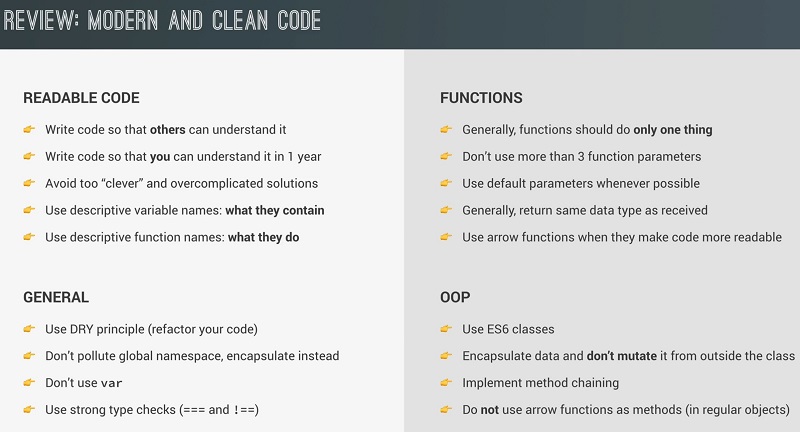 REVIEW: MODERN AND CLEAN CODE
READABLE CODE
Write code so that others can understand it
Write code so that you can understand it in 1 year
Avoid too “clever” and overcomplicated solutions
Use descriptive variable names: what they contain
Use descriptive function names: what they do
GENERAL
Use DRY principle (refactor your code)
Don’t pollute global namespace, encapsulate instead
Don’t use var
Use strong type checks (=== and !==)
FUNCTIONS
Generally, functions should do only one thing
Don’t use more than 3 function parameters
Use default parameters whenever possible
Generally, return same data type as received
Use arrow functions when they make code more readable
OOP
Use ES6 classes
Encapsulate data and don’t mutate it from outside the class
Implement method chaining
Do not use arrow functions as methods (in regular objects)